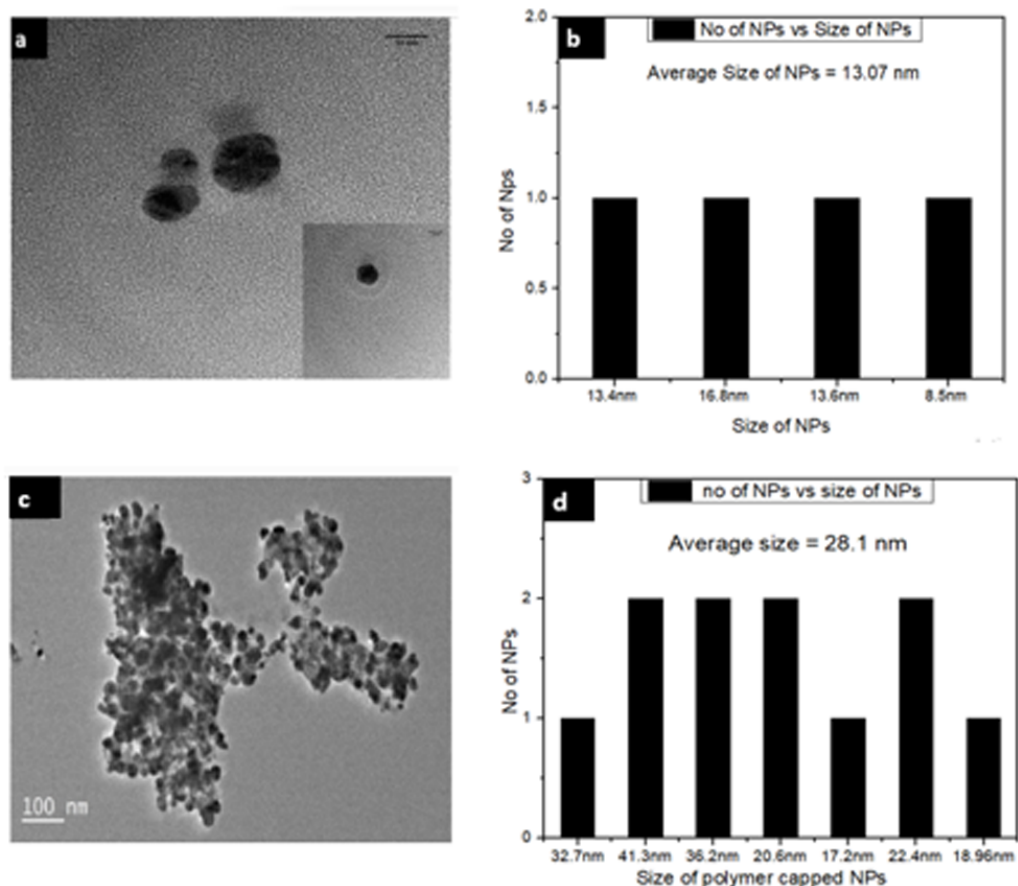 a
b
No of NPs vs Size of NPs
Average Size of NPs = 13.07 nm
2.0
1.5
1.0
0.5
0.0
No of Nps
13.4nm 16.8nm 13.6nm 8.5nm
Size of NPs
c
100 nm
d
no of NPs vs size of NPs
Average size = 28.1 nm
3
2
1
0
No of NPs
32.7nm 41.3nm 36.2nm 20.6nm 17.2nm 22.4nm 18.96nm
Size of polymer capped NPs